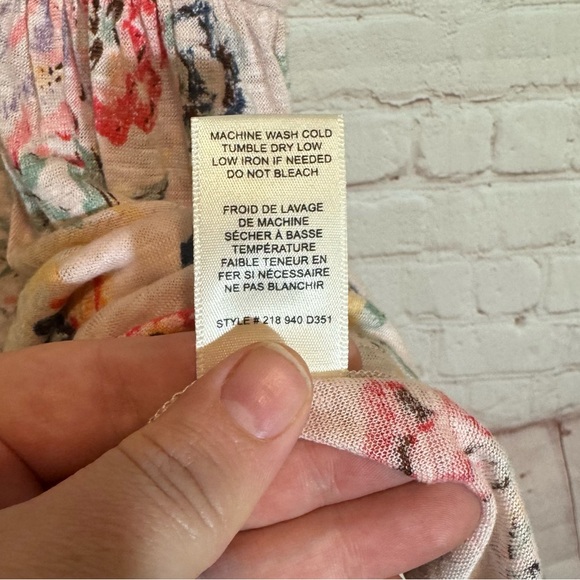 MACHINE WASH COLD
TUMBLE DRY LOW
LOW IRON IF NEEDED
DO NOT BLEACH
FROID DE LAVAGE
DE MACHINE
SÉCHER À BASSE
TEMPÉRATURE
FAIBLE TENEUR EN
FER SI NÉCESSAIRE
NE PAS BLANCHIR
STYLE # 218 940 D351